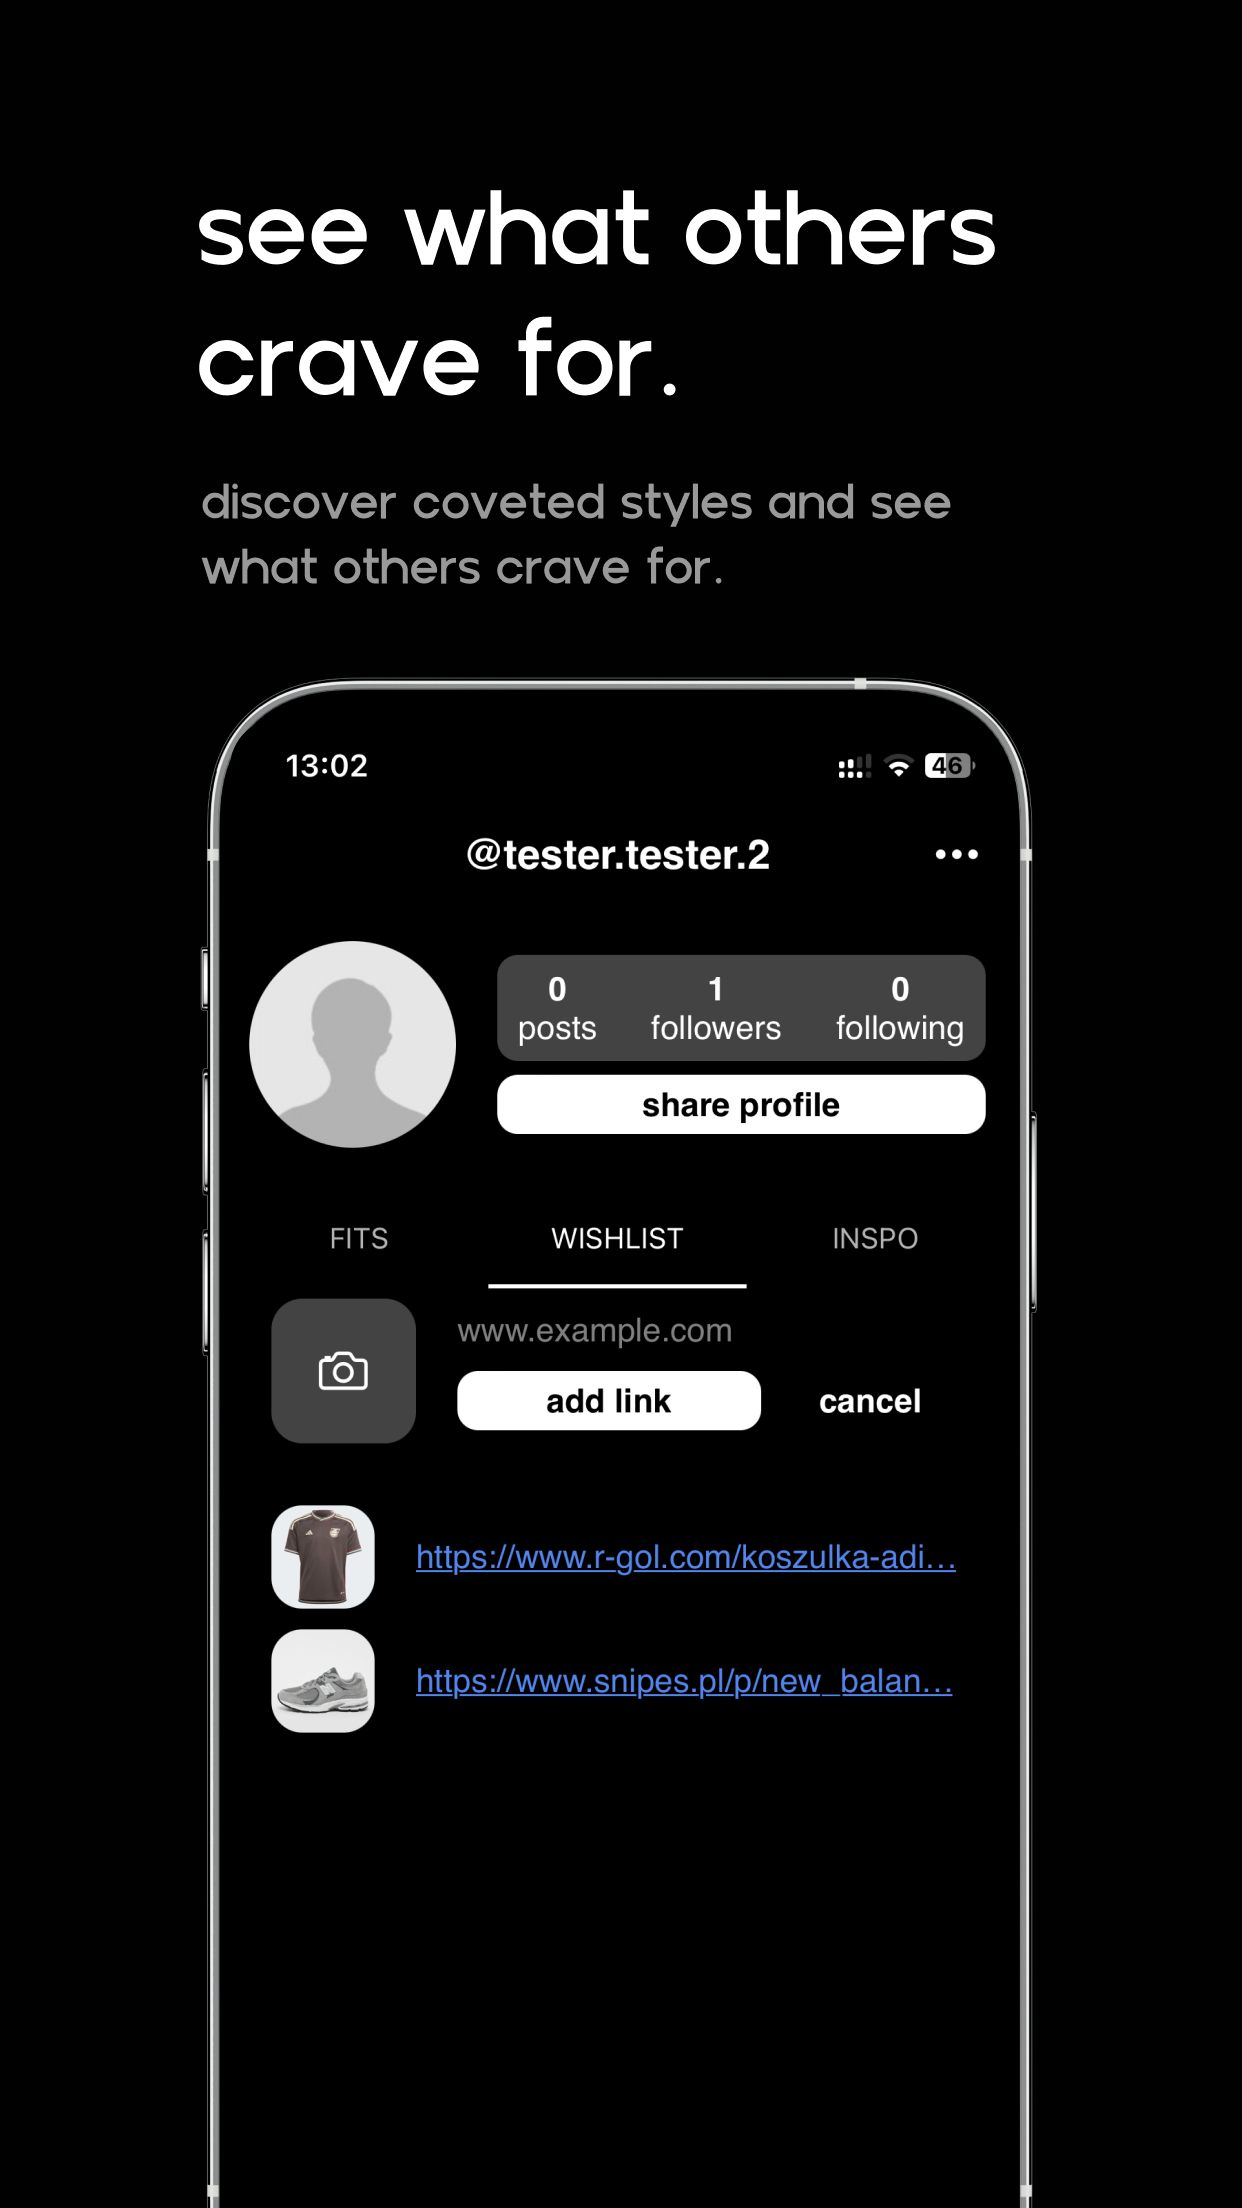 see what others
crave for.
discover coveted styles and see
what others crave for.
13:02
46
@tester.tester.2
0
posts
1
followers
0
following
share profile
FITS
WISHLIST
INSPO
www.example.com
add link
cancel
https://www.r-gol.com/koszulka-adi...
https://www.snipes.pl/p/new_balan...